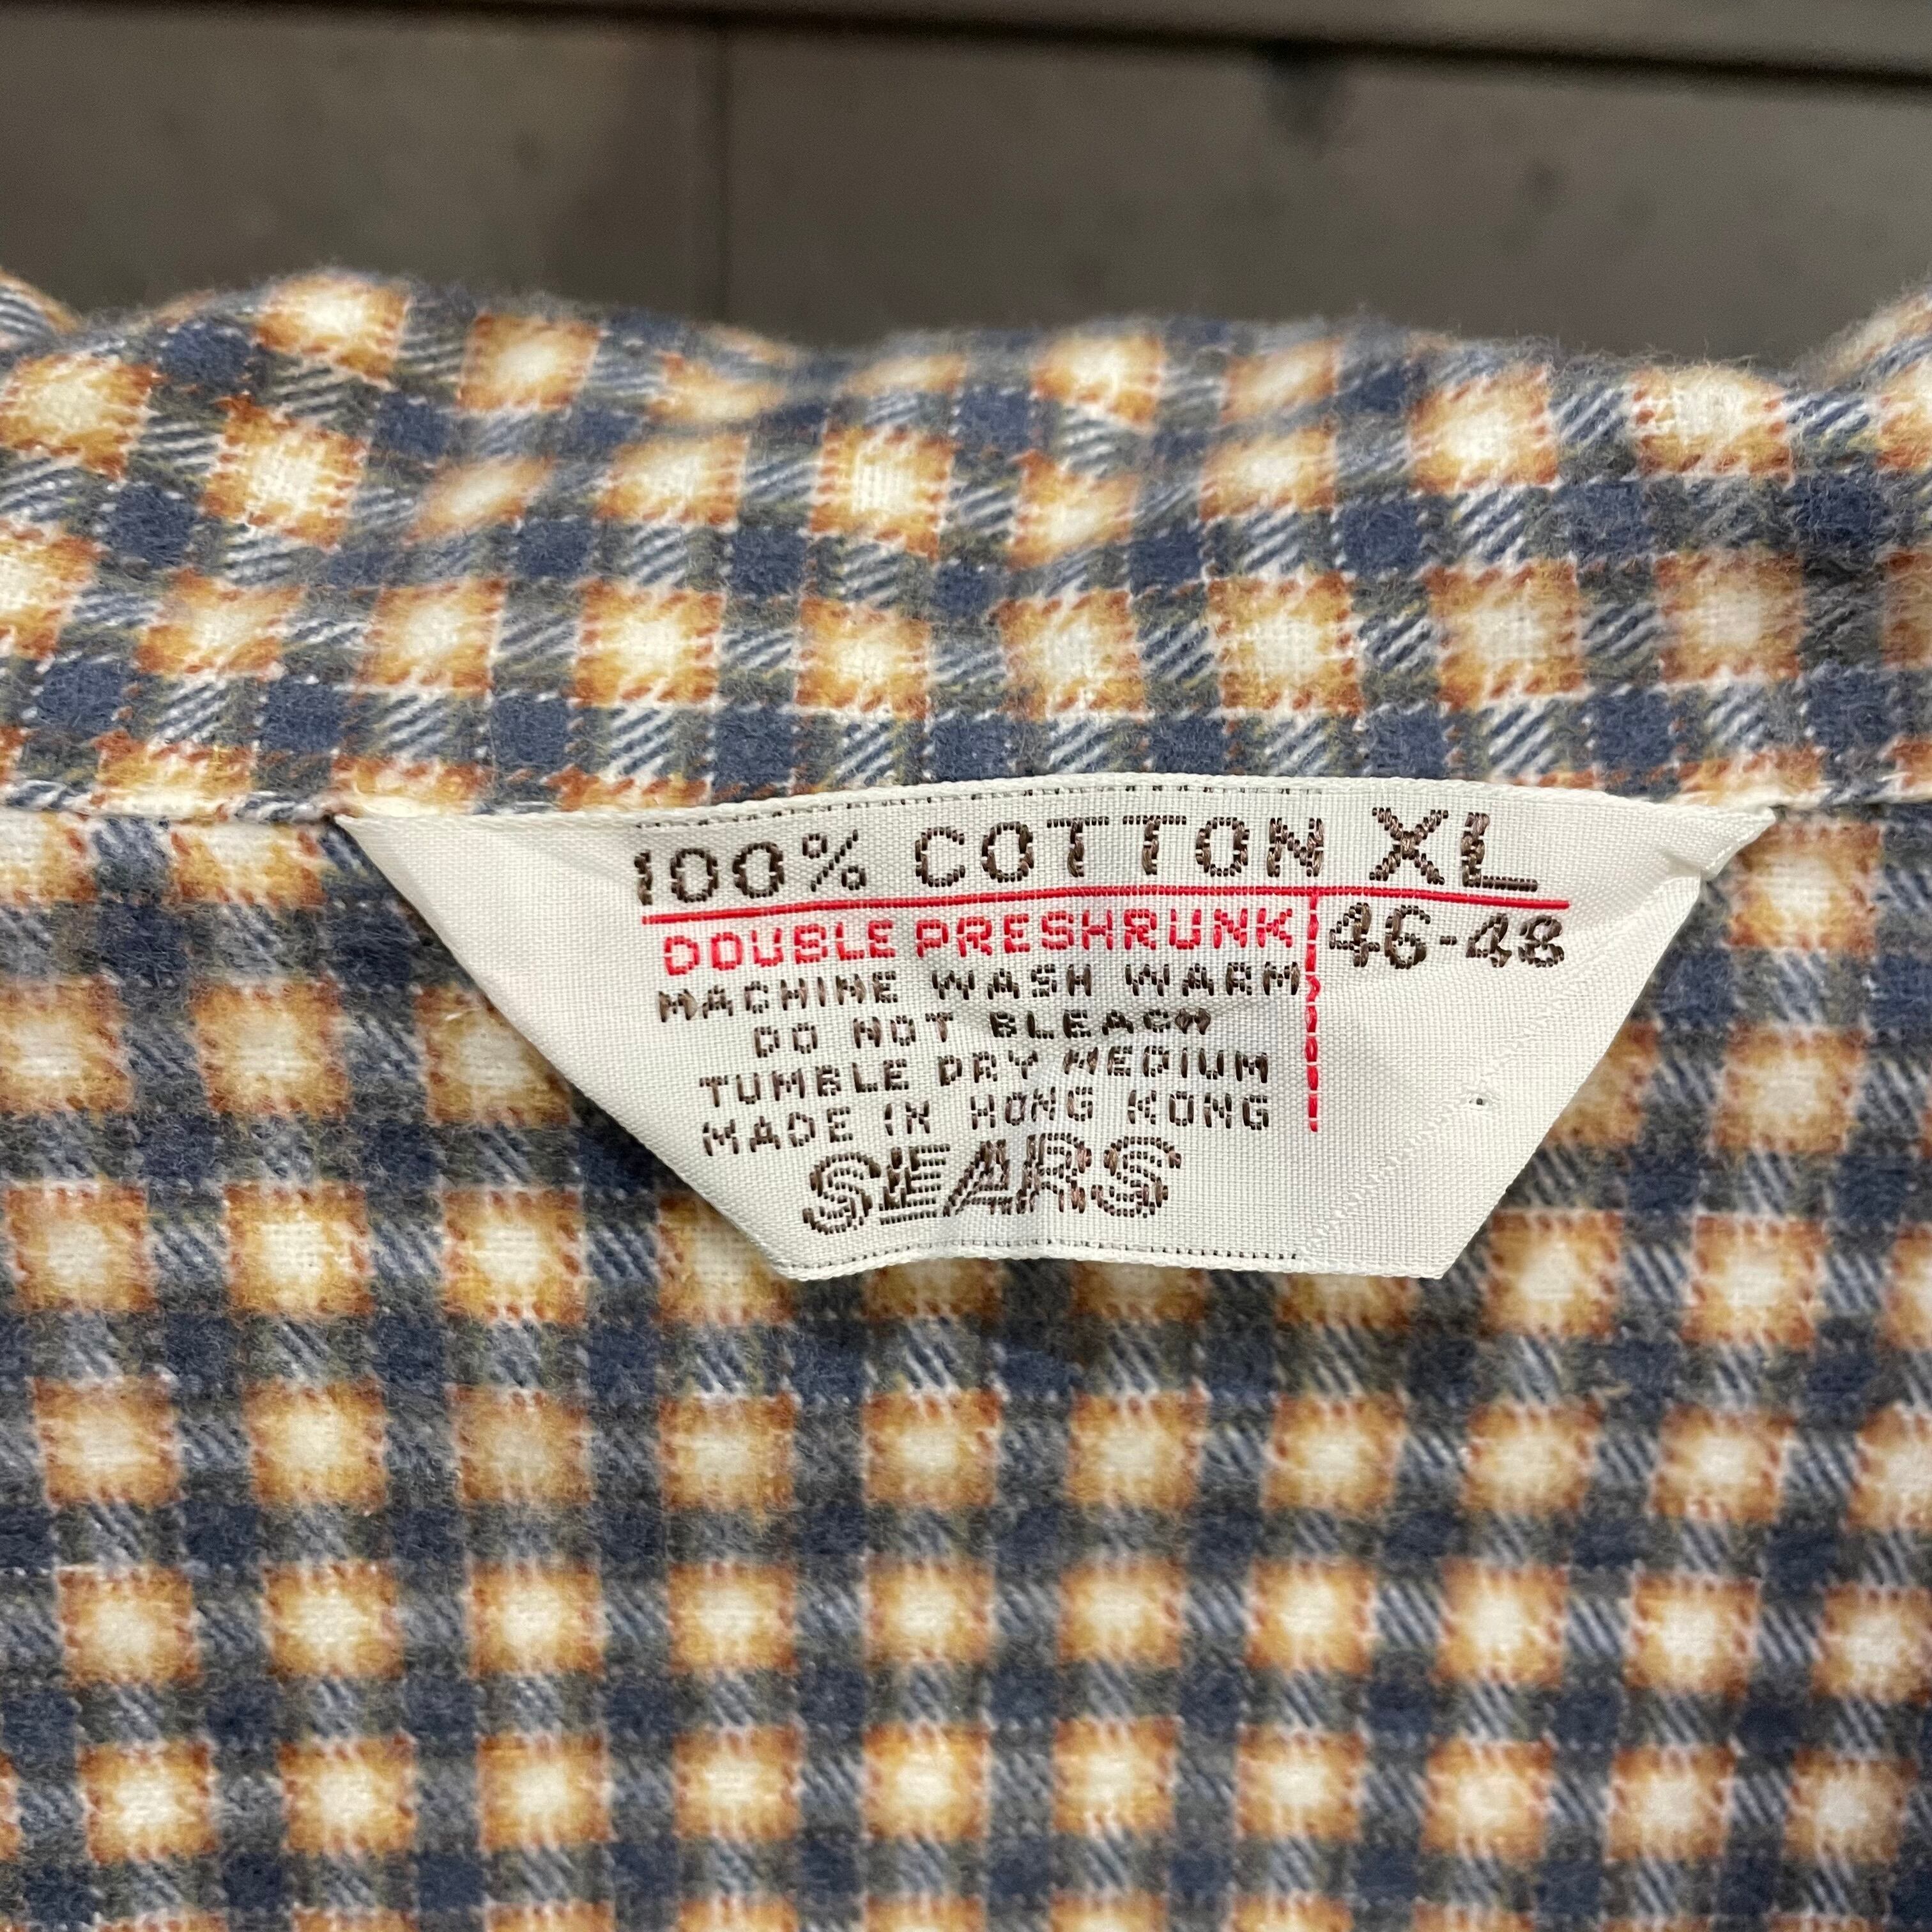 100% COTTON XL
DOUBLE PRESHRUNK 46-48
MACHINE WASH WARM
DO NOT BLEACH
TUMBLE DRY MEDIUM
MADE IN HONG KONG
SEARS